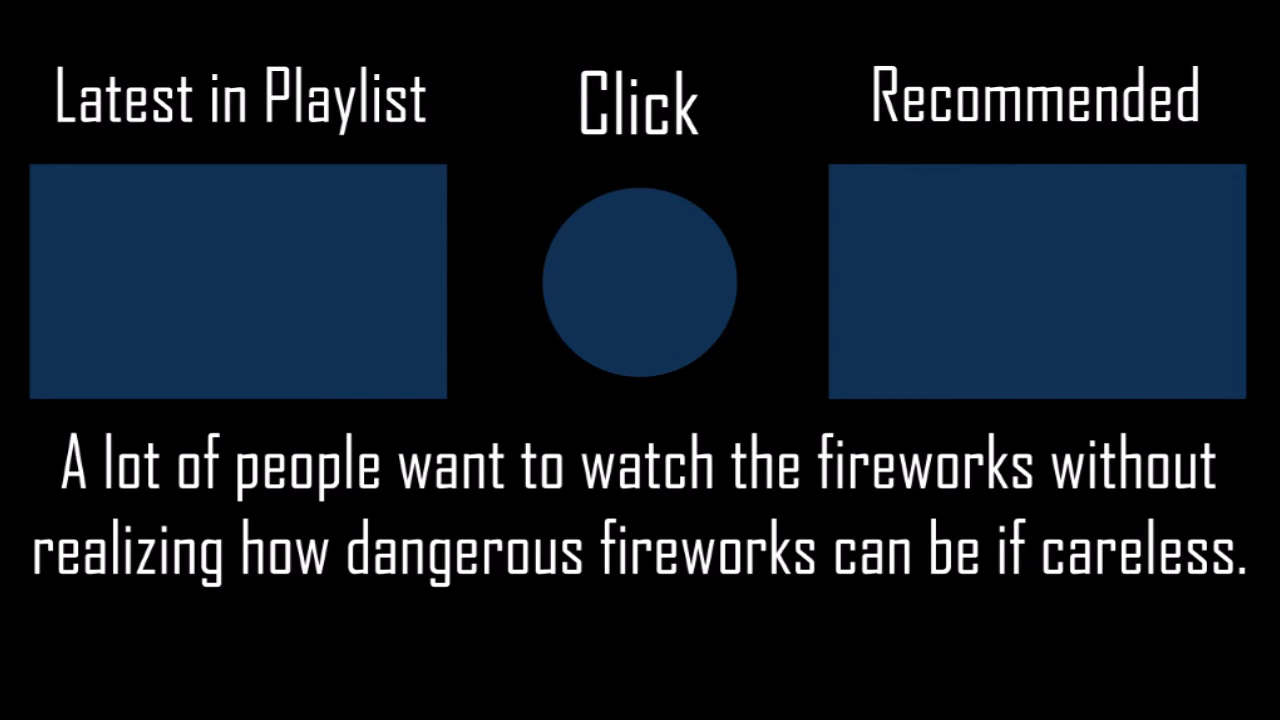 Latest in Playlist
Click
Recommended
A lot of people want to watch the fireworks without
realizing how dangerous fireworks can be if careless.